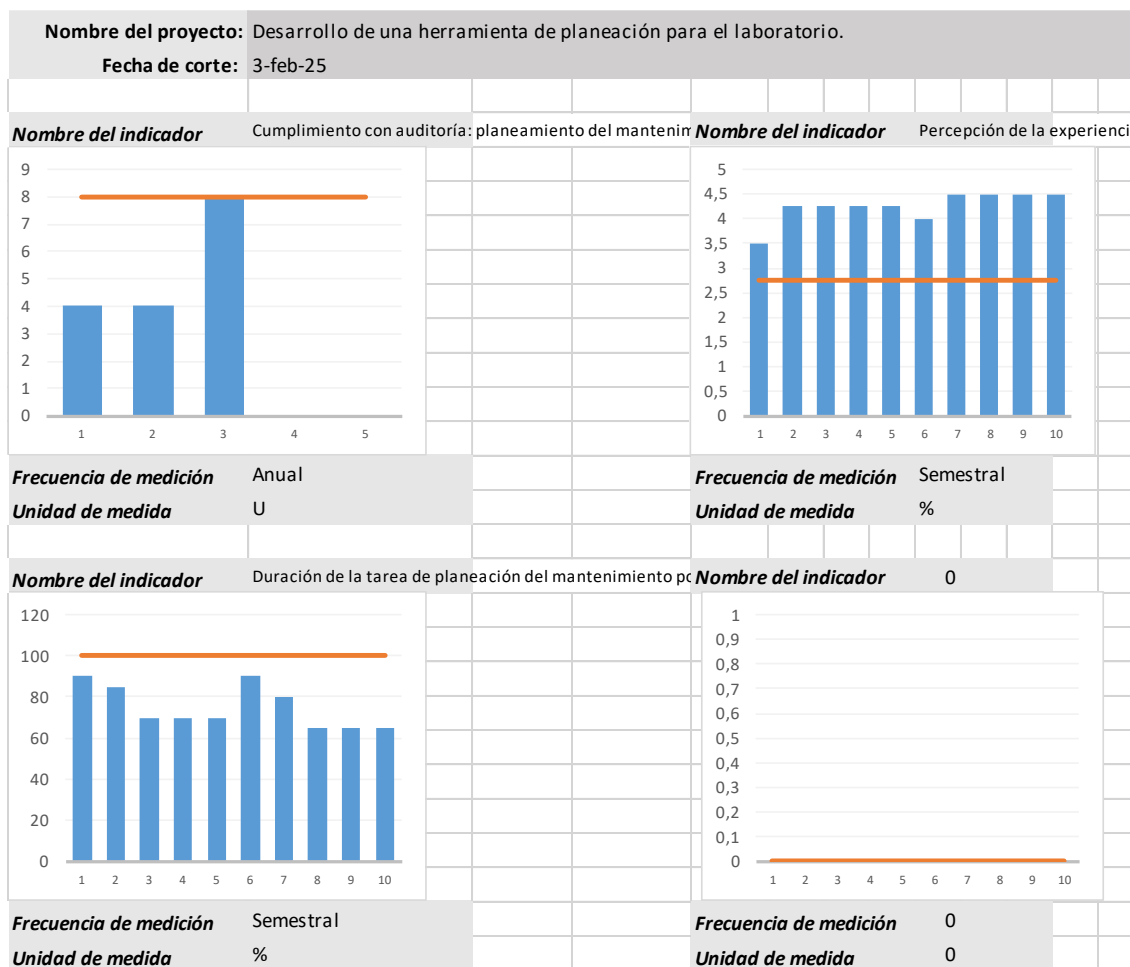 Nombre del proyecto: Desarrollo de una herramienta de planeación para el laboratorio.
Fecha de corte: 3-feb-25
Nombre del indicador Cumplimiento con auditoría: planeamiento del
9
8
7
6
5
4
3
2
1
0
1 2 3 4 5
Frecuencia de medición Anual
Unidad de medida U
Nombre del indicador Percepción de la
5
4,5
4
3,5
3
2,5
2
1,5
1
0,5
0
1 2 3 4 5 6 7 8 9 10
Frecuencia de medición Semestral
Unidad de medida %
Nombre del indicador Duración de la tarea de planeación del mantenimiento
120
100
80
60
40
20
0
1 2 3 4 5 6 7 8 9 10
Frecuencia de medición Semestral
Unidad de medida %
Nombre del indicador 0
1
0,9
0,8
0,7
0,6
0,5
0,4
0,3
0,2
0,1
0
1 2 3 4 5 6 7 8 9 10
Frecuencia de medición 0
Unidad de medida 0